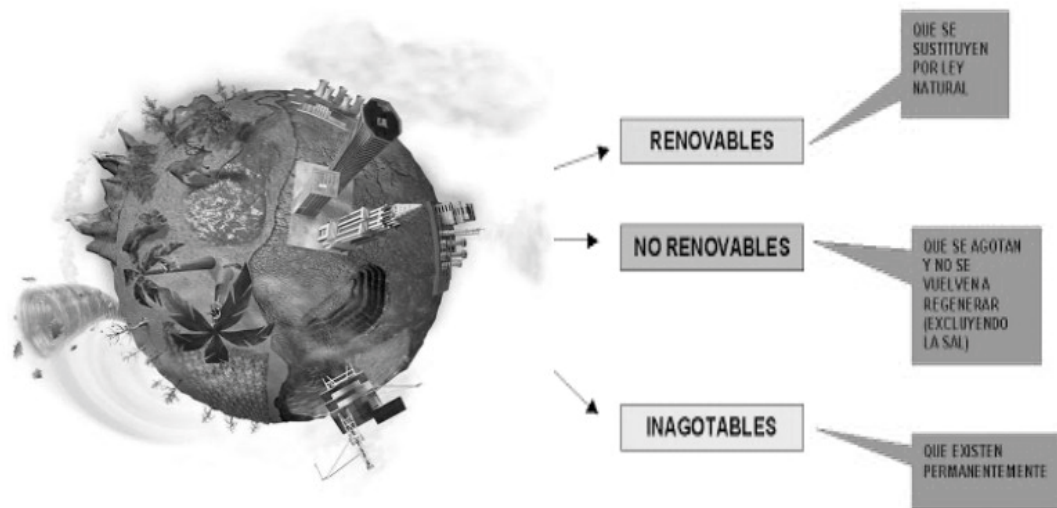 RENOVABLES
QUE SE
SUSTITUYEN
POR LEY
NATURAL
NO RENOVABLES
QUE SE AGOTAN
Y NO SE
VUELVEN A
REGENERAR
(EXCLUYENDO
LA SAL)
INAGOTABLES
QUE EXISTEN
PERMANENTEMENTE